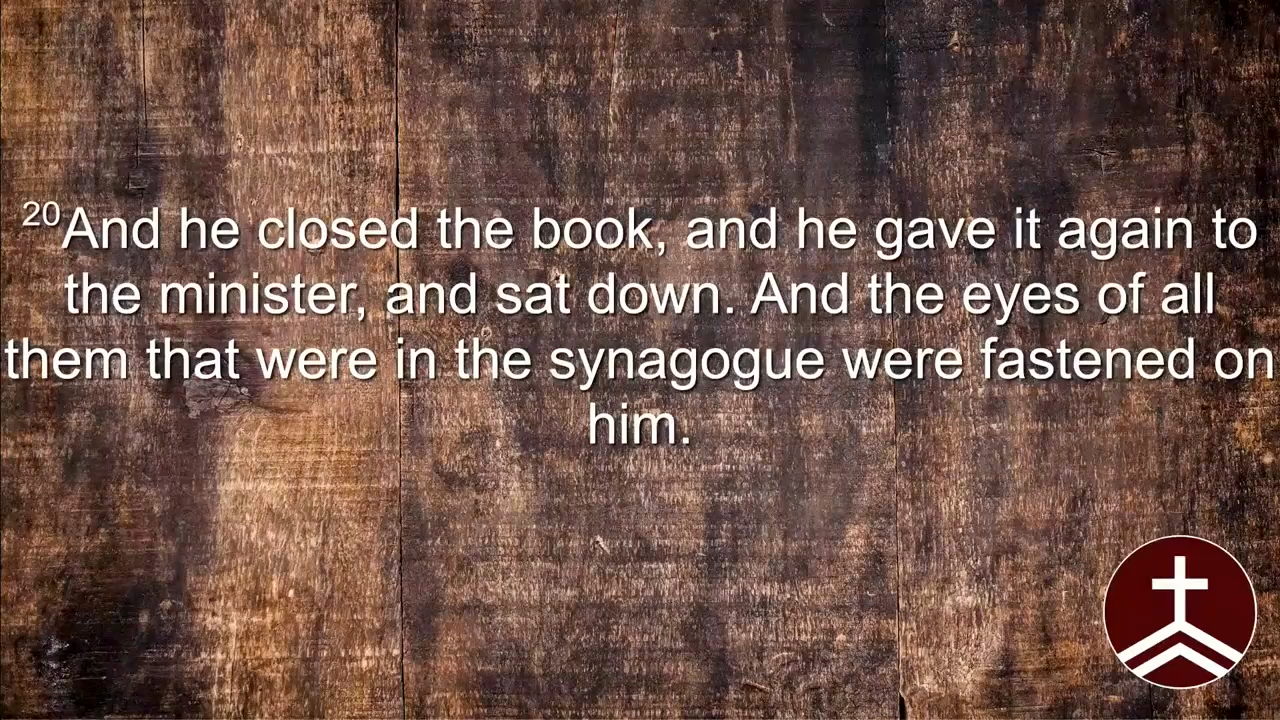 20And he closed the book, and he gave it again to
the minister, and sat down. And the eyes of all
them that were in the synagogue were fastened on
him.